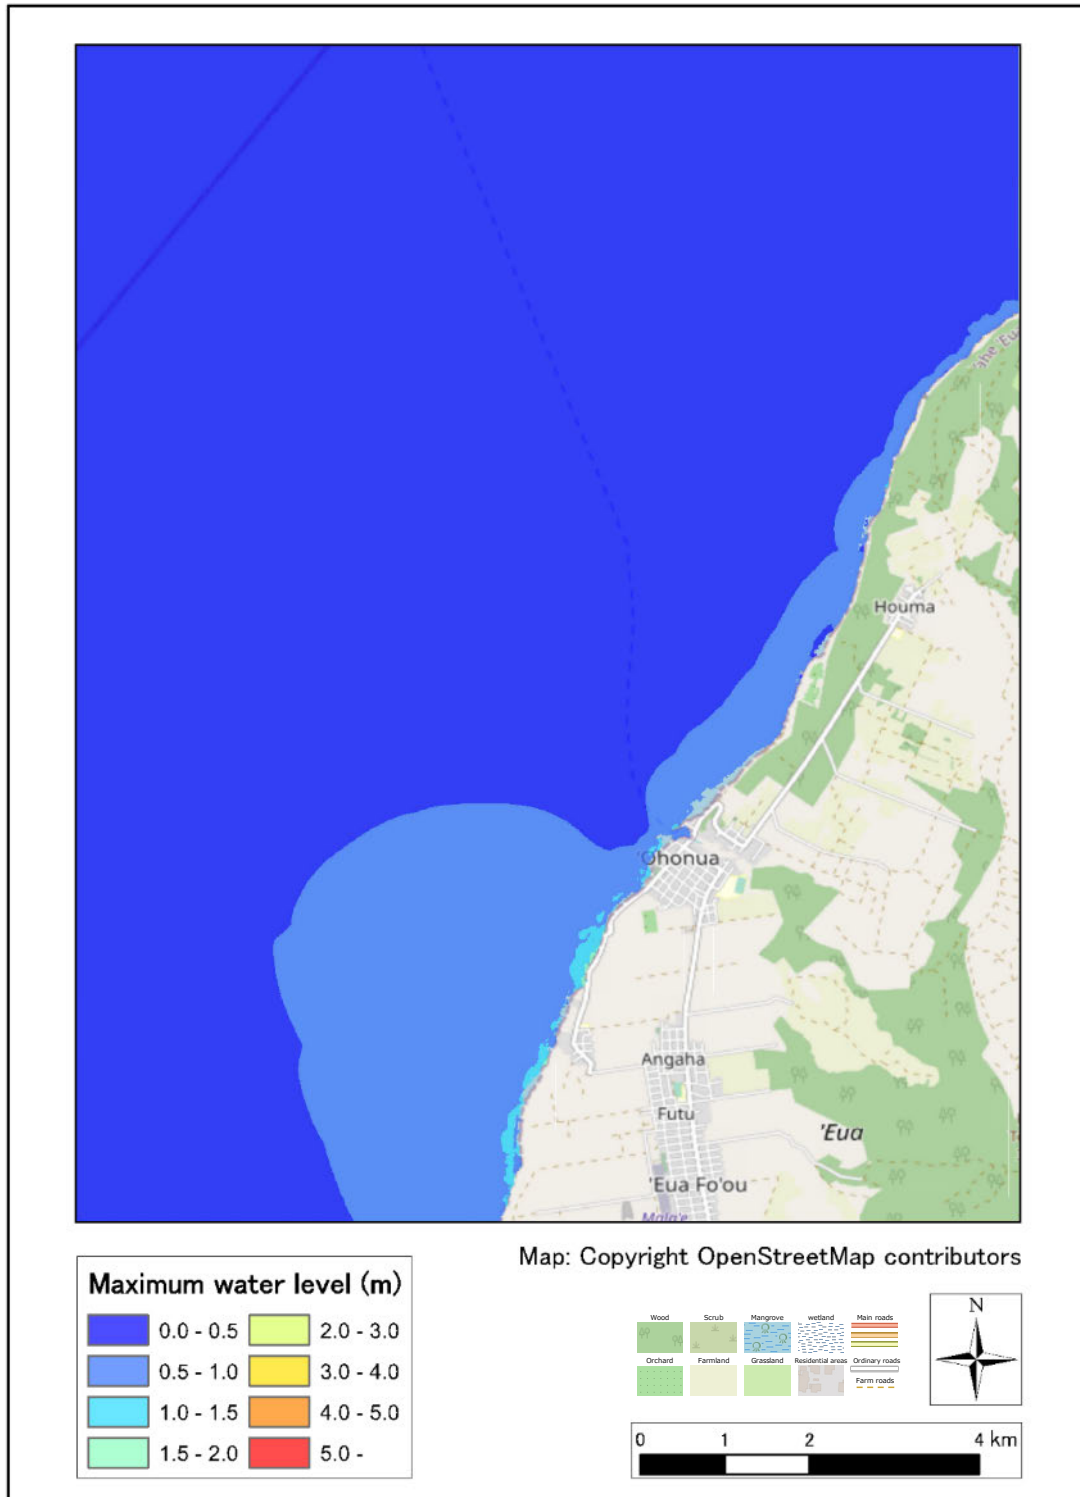 'ahe 'Eu
Houma
'Ohonua
Angaha
Futu
'Eua
'Eua Fo'ou
Mala'e
Map: Copyright OpenStreetMap contributors
Maximum water level (m)
0.0 - 0.5
2.0 - 3.0
0.5 - 1.0
3.0 - 4.0
1.0 - 1.5
4.0 - 5.0
1.5 - 2.0
5.0 -
Wood
Scrub
Mangrove
wetland
Main roads
Orchard
Farmland
Grassland
Residential areas
Ordinary roads
Farm roads
N
0 1 2 4 km